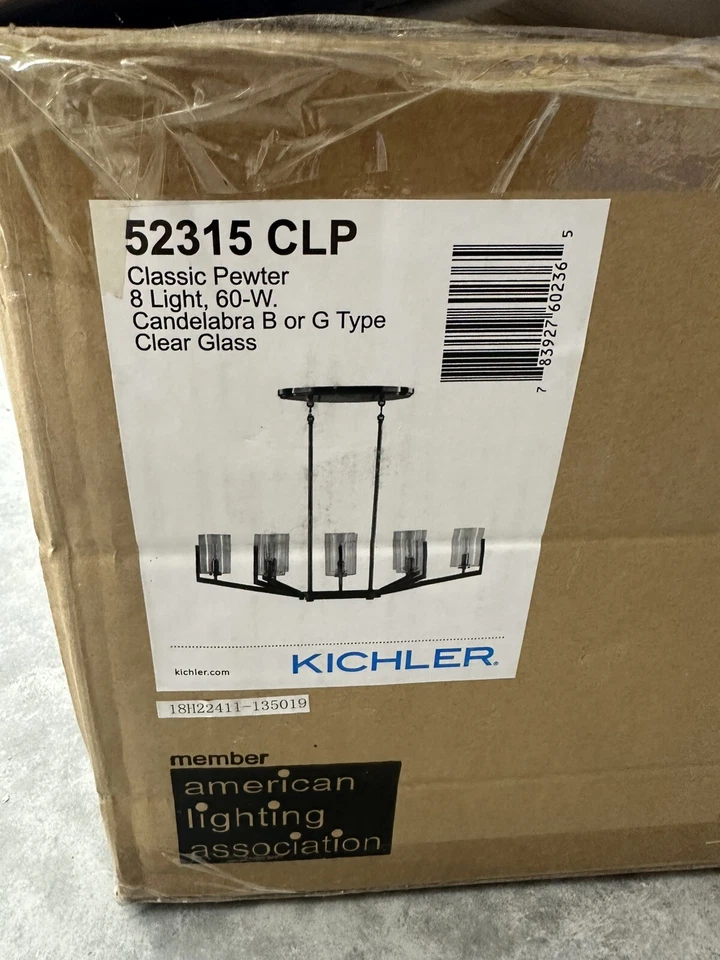 52315 CLP
Classic Pewter
8 Light, 60-W.
Candelabra B or G Type
Clear Glass
7 83927 60236 5
kichler.com
KICHLER®
18H22411-135019
member
american
lighting
association